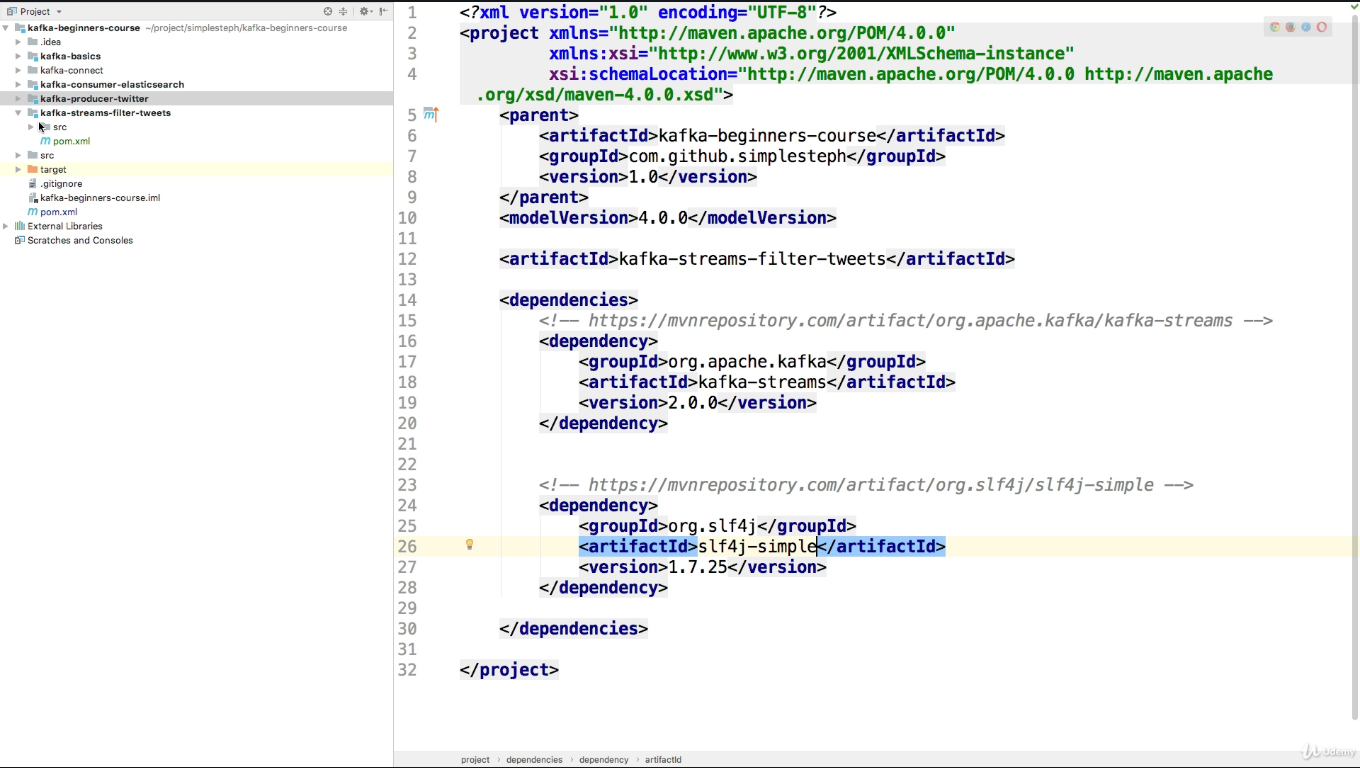 Project
kafka-beginners-course ~/project/simplesteph/kafka-beginners-course
.idea
kafka-basics
kafka-connect
kafka-consumer-elasticsearch
kafka-producer-twitter
kafka-streams-filter-tweets
src
pom.xml
src
target
.gitignore
kafka-beginners-course.iml
pom.xml
External Libraries
Scratches and Consoles
1 <?xml version="1.0" encoding="UTF-8"?>
2 <project xmlns="http://maven.apache.org/POM/4.0.0"
3 xmlns:xsi="http://www.w3.org/2001/XMLSchema-instance"
4 xsi:schemaLocation="http://maven.apache.org/POM/4.0.0 http://maven.apache
.org/xsd/maven-4.0.0.xsd">
5 <parent>
6 <artifactId>kafka-beginners-course</artifactId>
7 <groupId>com.github.simplesteph</groupId>
8 <version>1.0</version>
9 </parent>
10 <modelVersion>4.0.0</modelVersion>
11
12 <artifactId>kafka-streams-filter-tweets</artifactId>
13
14 <dependencies>
15 <!-- https://mvnrepository.com/artifact/org.apache.kafka/kafka-streams -->
16 <dependency>
17 <groupId>org.apache.kafka</groupId>
18 <artifactId>kafka-streams</artifactId>
19 <version>2.0.0</version>
20 </dependency>
21
22
23 <!-- https://mvnrepository.com/artifact/org.slf4j/slf4j-simple -->
24 <dependency>
25 <groupId>org.slf4j</groupId>
26 <artifactId>slf4j-simple</artifactId>
27 <version>1.7.25</version>
28 </dependency>
29
30 </dependencies>
31
32 </project>
project › dependencies › dependency › artifactId
Udemy